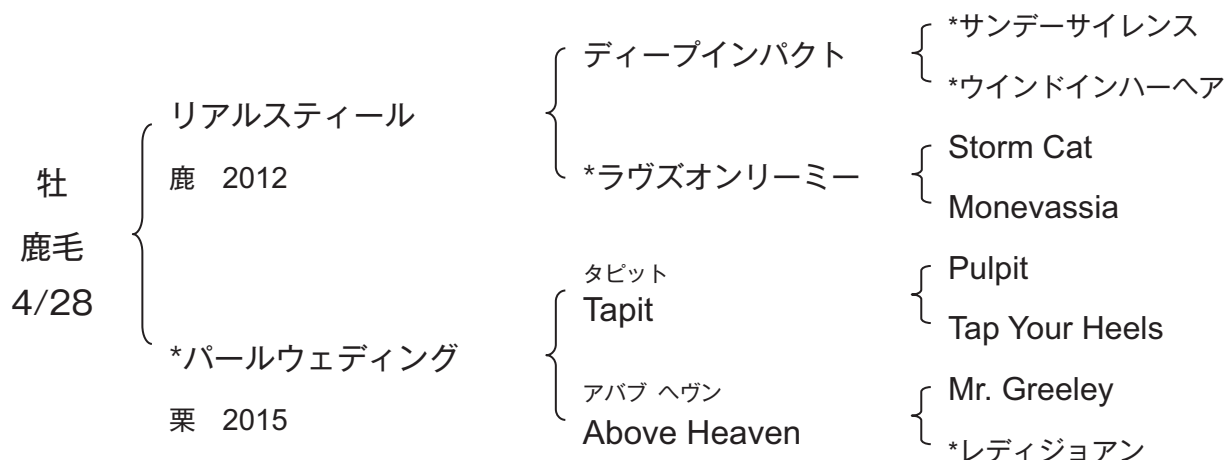 牡
鹿毛
4/28
リアルスティール
鹿 2012
*パールウェディング
栗 2015
ディープインパクト
*ラヴズオンリーミー
タピット
Tapit
アバブ ヘヴン
Above Heaven
*サンデーサイレンス
*ウインドインハーヘア
Storm Cat
Monevassia
Pulpit
Tap Your Heels
Mr. Greeley
*レディジョアン